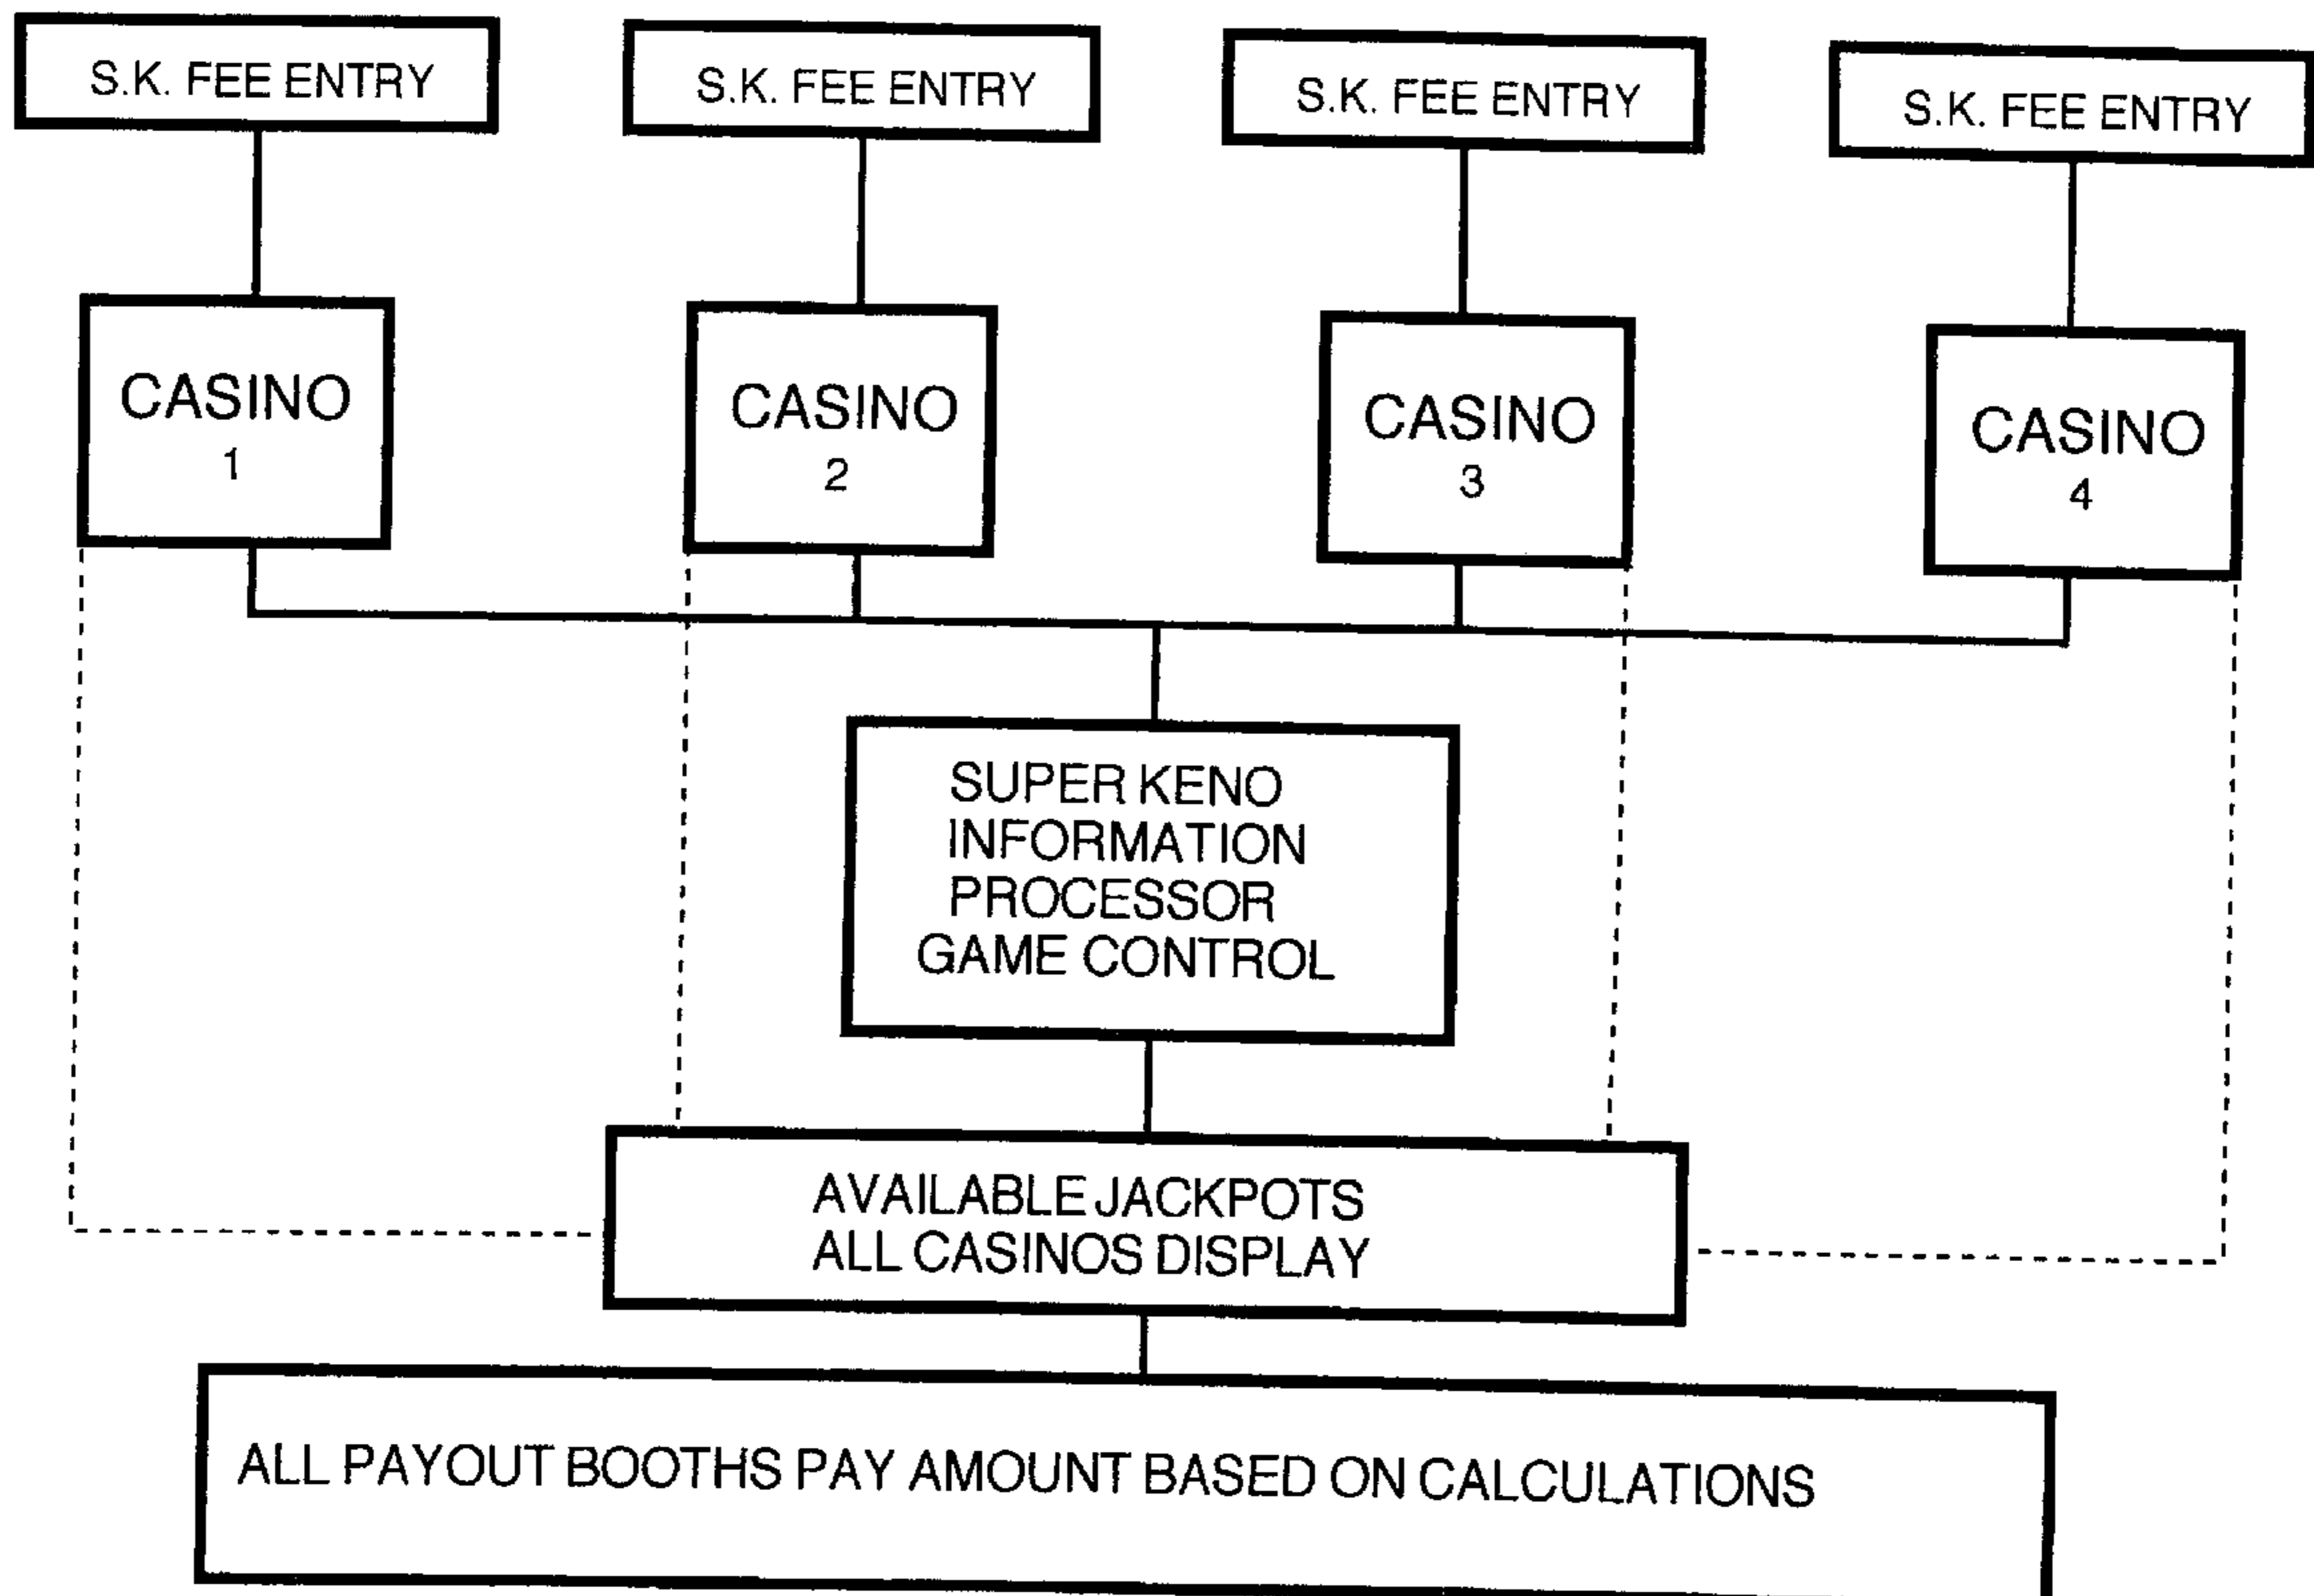 S.K. FEE ENTRY
S.K. FEE ENTRY
S.K. FEE ENTRY
S.K. FEE ENTRY
CASINO
1
CASINO
2
CASINO
3
CASINO
4
SUPER KENO
INFORMATION
PROCESSOR
GAME CONTROL
AVAILABLE JACKPOTS
ALL CASINOS DISPLAY
ALL PAYOUT BOOTHS PAY AMOUNT BASED ON CALCULATIONS